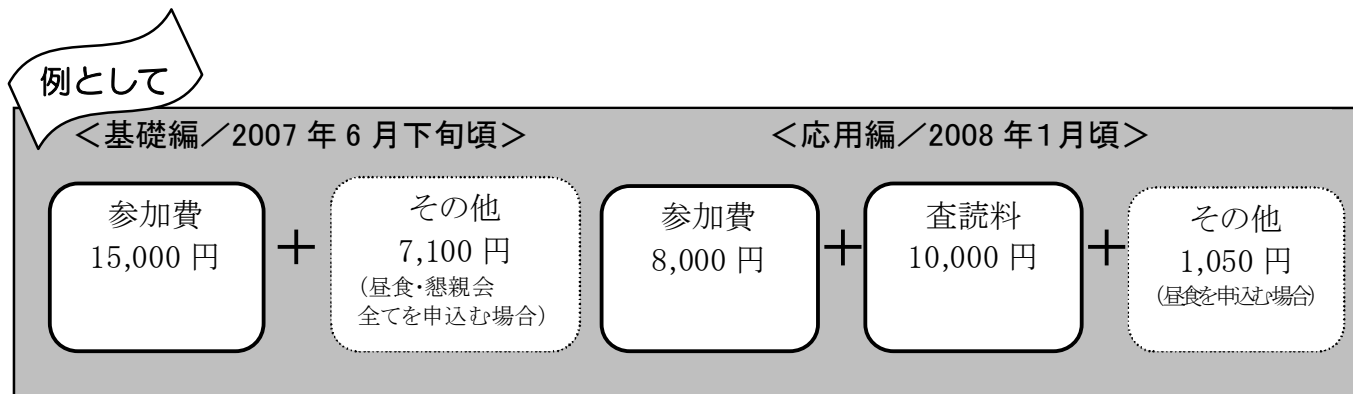 例として
＜基礎編／2007 年 6 月下旬頃＞
参加費
15,000 円
＋
その他
7,100 円
（昼食・懇親会
全てを申込む場合）
＜応用編／2008 年1月頃＞
参加費
8,000 円
＋
査読料
10,000 円
＋
その他
1,050 円
（昼食を申込む場合）